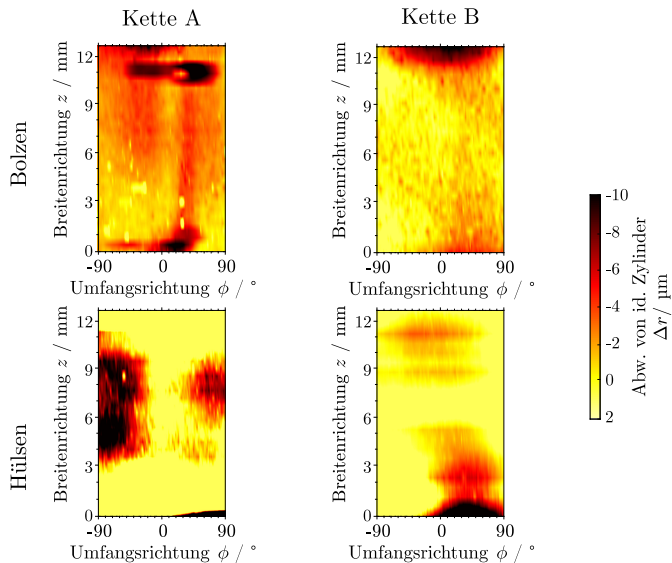 Kette A
Kette B
Bolzen
Breitenrichtung z / mm
12
9
6
3
0
-90
0
90
Umfangsrichtung ϕ / °
Breitenrichtung z / mm
12
9
6
3
0
-90
0
90
Umfangsrichtung ϕ / °
Hülsen
Breitenrichtung z / mm
12
9
6
3
0
-90
0
90
Umfangsrichtung ϕ / °
Breitenrichtung z / mm
12
9
6
3
0
-90
0
90
Umfangsrichtung ϕ / °
-10
-8
-6
-4
-2
0
2
Abw. von id. Zylinder
Δr/ µm